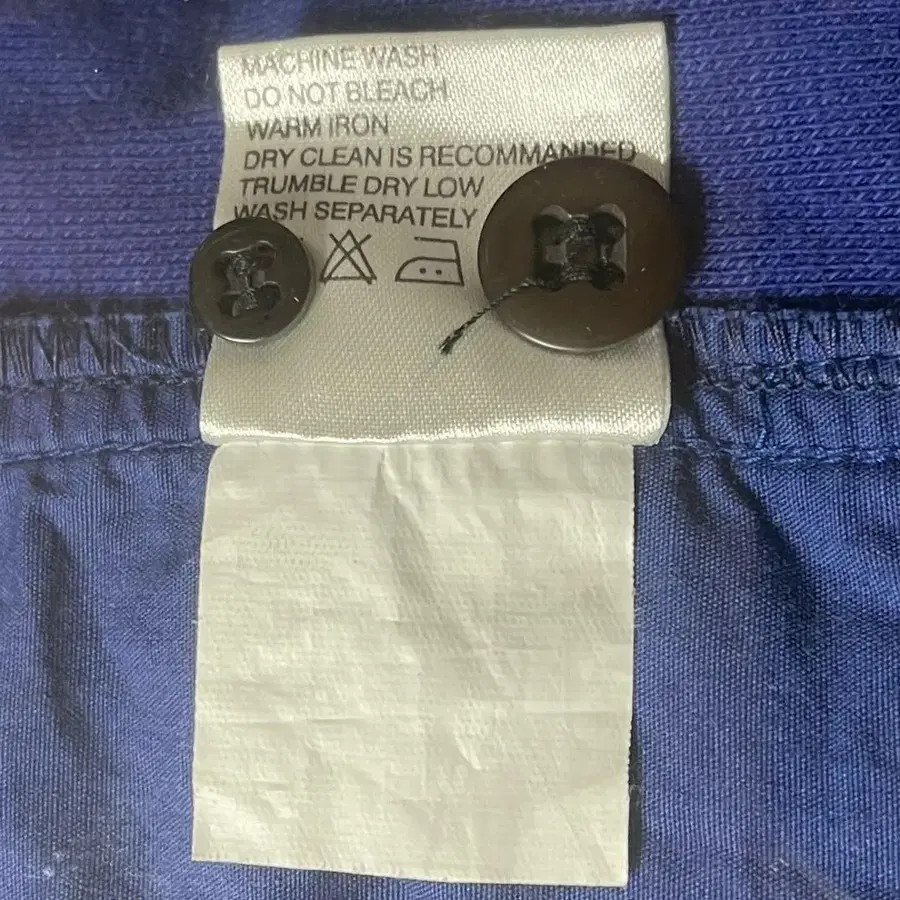 MACHINE WASH
DO NOT BLEACH
WARM IRON
DRY CLEAN IS RECOMMANDED
TRUMBLE DRY LOW
WASH SEPARATELY